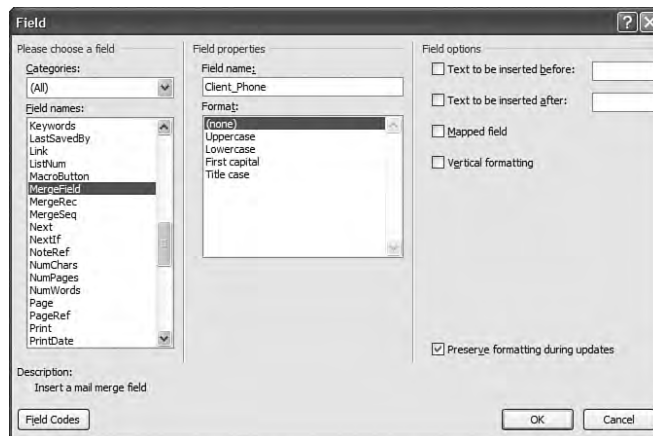 Field
Please choose a field
Categories:
(All)
Field names:
Keywords
LastSavedBy
Link
ListNum
MacroButton
MergeField
MergeRec
MergeSeq
Next
NextIf
NoteRef
NumChars
NumPages
NumWords
Page
PageRef
Print
PrintDate
Field properties
Field name:
Client_Phone
Format:
(none)
Uppercase
Lowercase
First capital
Title case
Field options
Text to be inserted before:
Text to be inserted after:
Mapped field
Vertical formatting
Preserve formatting during updates
Description:
Insert a mail merge field
Field Codes
OK
Cancel